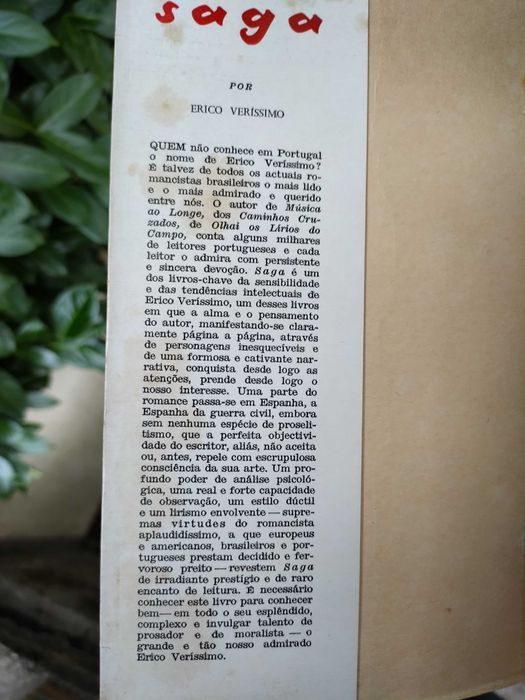 saga
POR
ERICO VERÍSSIMO
QUEM não conhece em Portugal
o nome de Erico Veríssimo?
É talvez de todos os actuais ro-
mancistas brasileiros o mais lido
e o mais admirado e querido
entre nós. O autor de Música
ao Longe, dos Caminhos Cru-
zados, de Olhai os Lírios do
Campo, conta alguns milhares
de leitores portugueses e cada
leitor o admira com persistente
e sincera devoção. Saga é um
dos livros-chave da sensibilidade
e das tendências intelectuais de
Erico Veríssimo, um desses livros
em que a alma e o pensamento
do autor, manifestando-se clara-
mente página a página, através
de personagens inesquecíveis e
de uma formosa e cativante nar-
rativa, conquista desde logo as
atenções, prende desde logo o
nosso interesse. Uma parte do
romance passa-se em Espanha, a
Espanha da guerra civil, embora
sem nenhuma espécie de proseli-
tismo, que a perfeita objectivi-
dade do escritor, aliás, não aceita
ou, antes, repele com escrupulosa
consciência da sua arte. Um pro-
fundo poder de análise psicoló-
gica, uma real e forte capacidade
de observação, um estilo dúctil
e um lirismo envolvente — supre-
mas virtudes do romancista
aplaudidíssimo, a que europeus
e americanos, brasileiros e por-
tugueses prestam decidido e fer-
voroso preito — revestem Saga
de irradiante prestígio e de raro
encanto de leitura. É necessário
conhecer este livro para conhecer
bem — em todo o seu esplêndido,
complexo e invulgar talento de
prosador e de moralista — o
grande e tão nosso admirado
Erico Veríssimo.